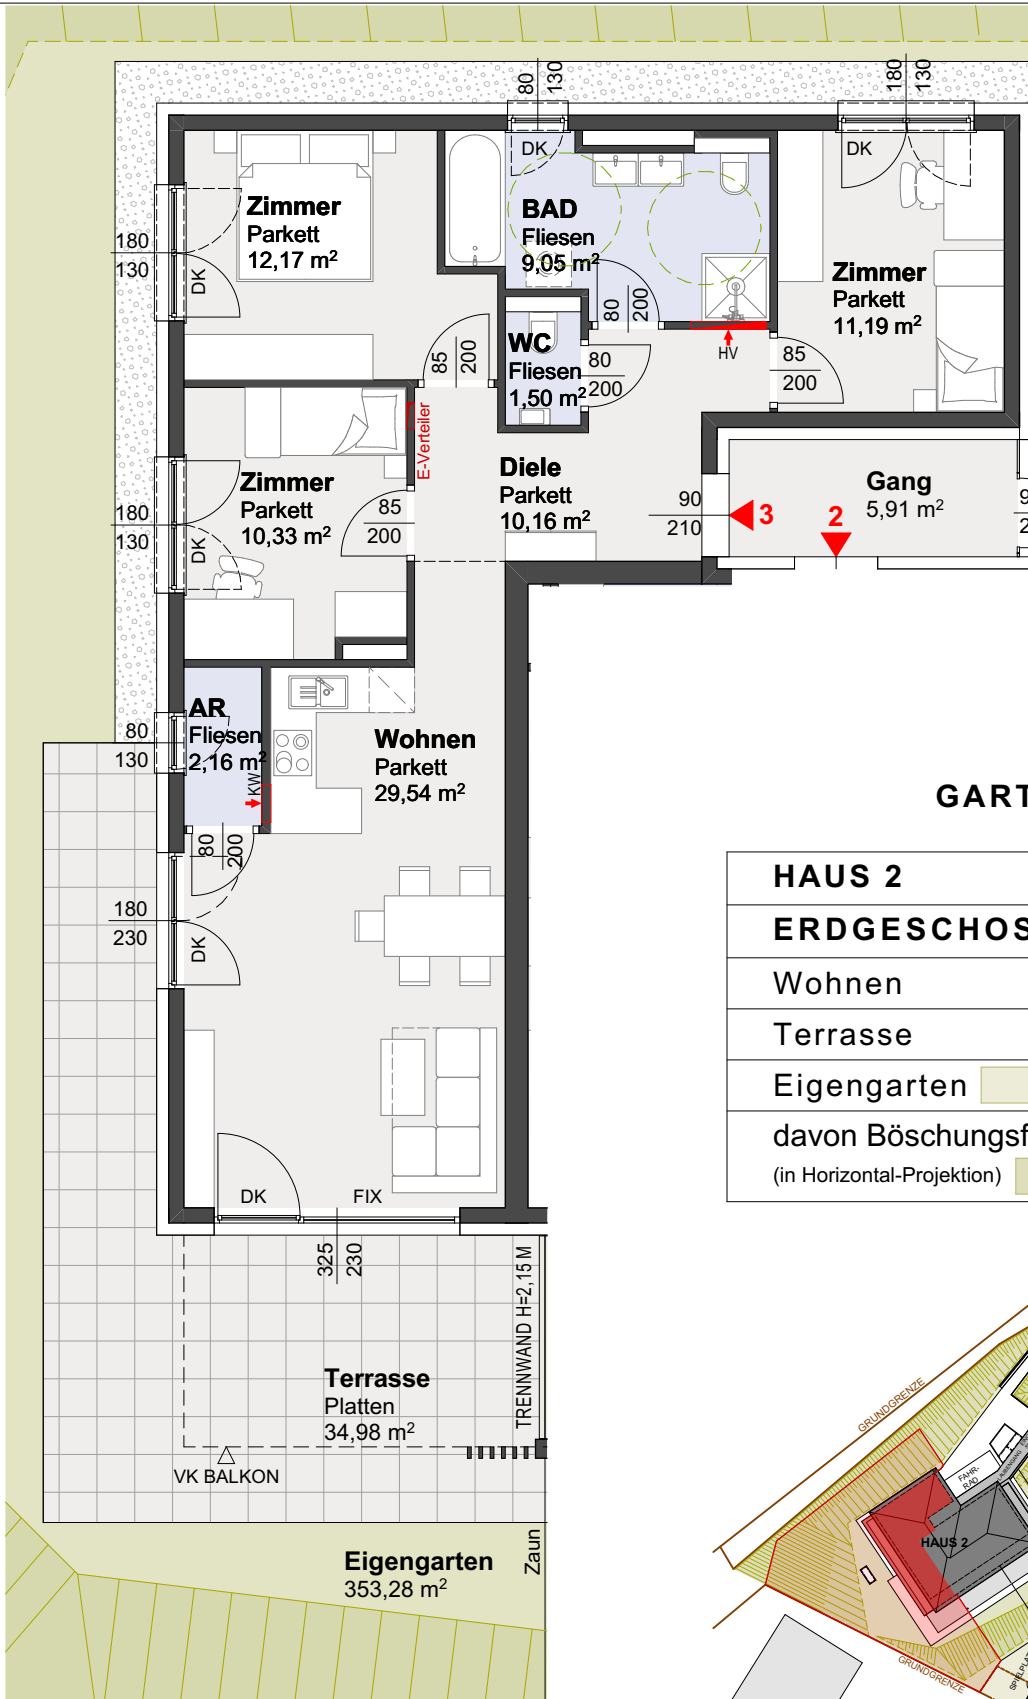 80
130
180
130
DK
DK
Zimmer
Parkett
12,17 m²
BAD
Fliesen
9,05 m²
180
130
DK
Zimmer
Parkett
11,19 m²
80
200
HV
WC
Fliesen
1,50 m²
85
200
80
200
85
200
E-Verteiler
Zimmer
Parkett
10,33 m²
85
200
Diele
Parkett
10,16 m²
90
210
3
Gang
5,91 m²
2
9
2
180
130
DK
AR
Fliesen
2,16 m²
KW
80
130
Wohnen
Parkett
29,54 m²
80
200
180
230
DK
GART
HAUS 2
ERDGESCHOS
Wohnen
Terrasse
Eigengarten
davon Böschungsf
(in Horizontal-Projektion)
DK
FIX
325
230
TRENNWAND H=2,15 M
Terrasse
Platten
34,98 m²
VK BALKON
Zaun
Eigengarten
353,28 m²
GRUNDGRENZE
FAHR-
RAD
HAUS 2
GRUNDGRENZE